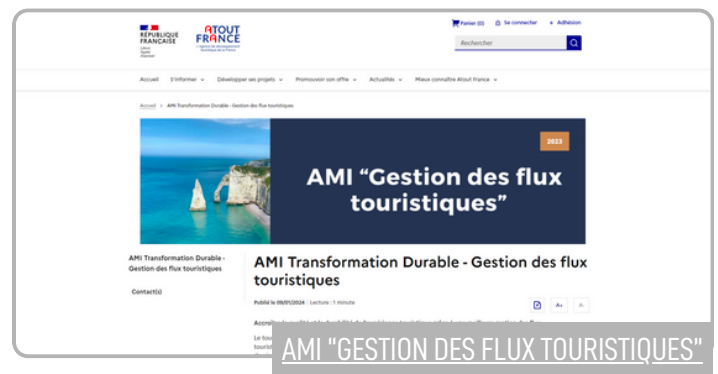 RÉPUBLIQUE
FRANÇAISE
Liberté
Égalité
Fraternité
ATOUT
FRANCE
Panier (0) Se connecter + Adhésion
Rechercher
Accueil S'informer Développer ses projets Promouvoir son offre Actualités Mieux connaître Atout France
Accueil > AMI Transformation Durable - Gestion des flux touristiques
2023
AMI “Gestion des flux
touristiques”
AMI Transformation Durable -
Gestion des flux touristiques
Contact(s)
AMI Transformation Durable - Gestion des flux
touristiques
Publié le 09/01/2024 Lecture : 1 minute
A+ A-
AMI “GESTION DES FLUX TOURISTIQUES”